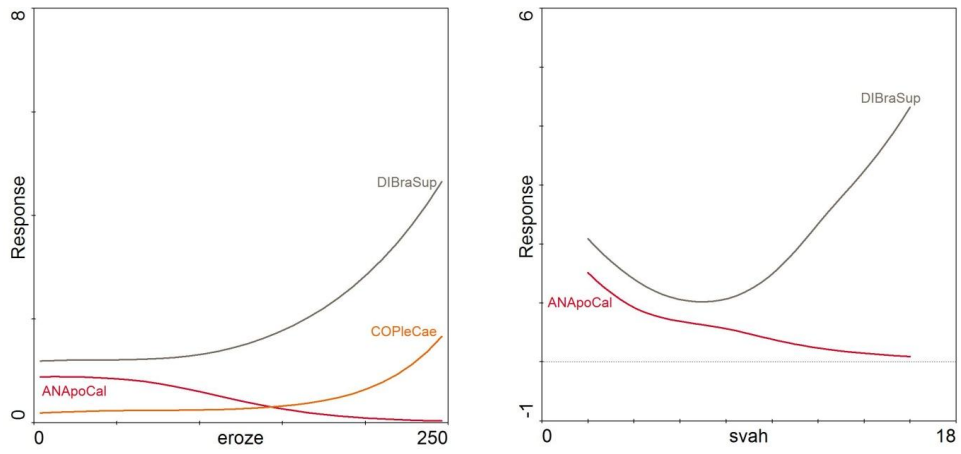 8
Response
0
DIBraSup
COPleCae
ANApoCal
0
eroze
250
6
Response
-1
DIBraSup
ANApoCal
0
svah
18